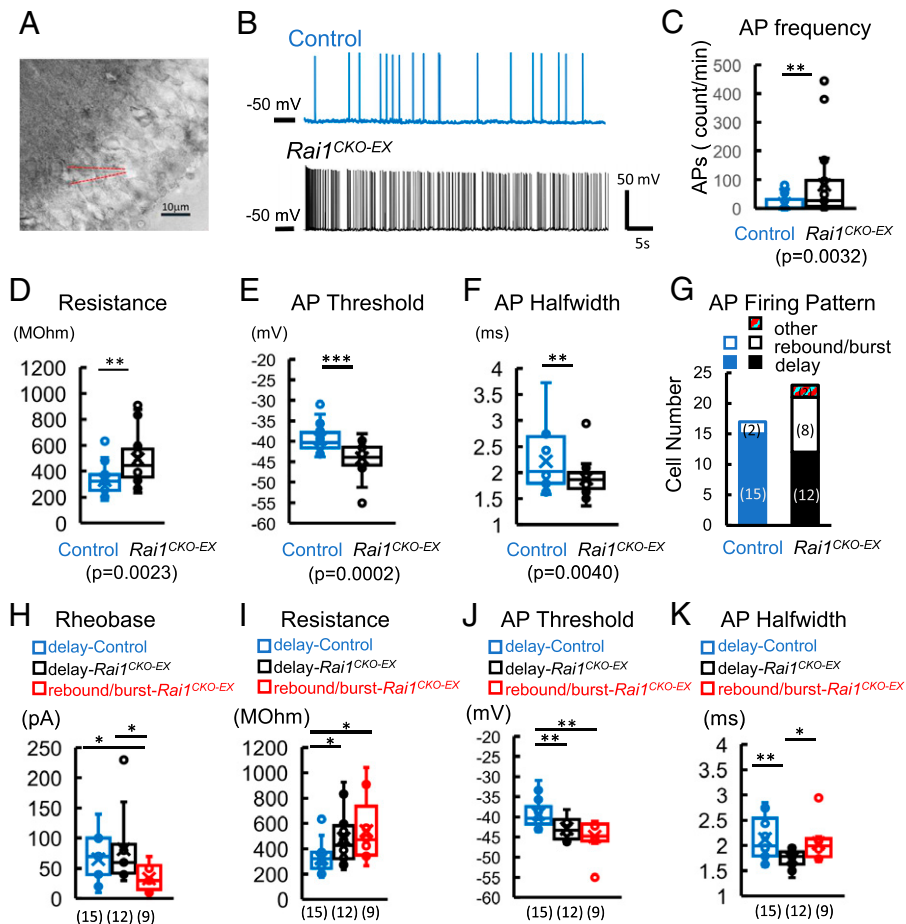 A
10μm
B
Control
-50 mV
Rai1CKO-EX
-50 mV
50 mV
5s
C
AP frequency
APs ( count/min)
500
400
300
200
100
0
**
Control Rai1CKO-EX
(p=0.0032)
D
Resistance
(MOhm)
1200
1000
800
600
400
200
0
**
Control Rai1CKO-EX
(p=0.0023)
E
AP Threshold
(mV)
-20
-25
-30
-35
-40
-45
-50
-55
-60
***
Control Rai1CKO-EX
(p=0.0002)
F
AP Halfwidth
(ms)
4
3.5
3
2.5
2
1.5
1
**
Control Rai1CKO-EX
(p=0.0040)
G
AP Firing Pattern
other
rebound/burst
delay
Cell Number
25
20
15
10
5
0
(2)
(15)
(8)
(12)
Control Rai1CKO-EX
H
Rheobase
delay-Control
delay-Rai1CKO-EX
rebound/burst-Rai1CKO-EX
(pA)
250
200
150
100
50
0
*
*
(15) (12) (9)
I
Resistance
delay-Control
delay-Rai1CKO-EX
rebound/burst-Rai1CKO-EX
(MOhm)
1200
1000
800
600
400
200
0
*
*
(15) (12) (9)
J
AP Threshold
delay-Control
delay-Rai1CKO-EX
rebound/burst-Rai1CKO-EX
(mV)
-20
-25
-30
-35
-40
-45
-50
-55
-60
**
**
(15) (12) (9)
K
AP Halfwidth
delay-Control
delay-Rai1CKO-EX
rebound/burst-Rai1CKO-EX
(ms)
4
3.5
3
2.5
2
1.5
1
**
*
(15) (12) (9)